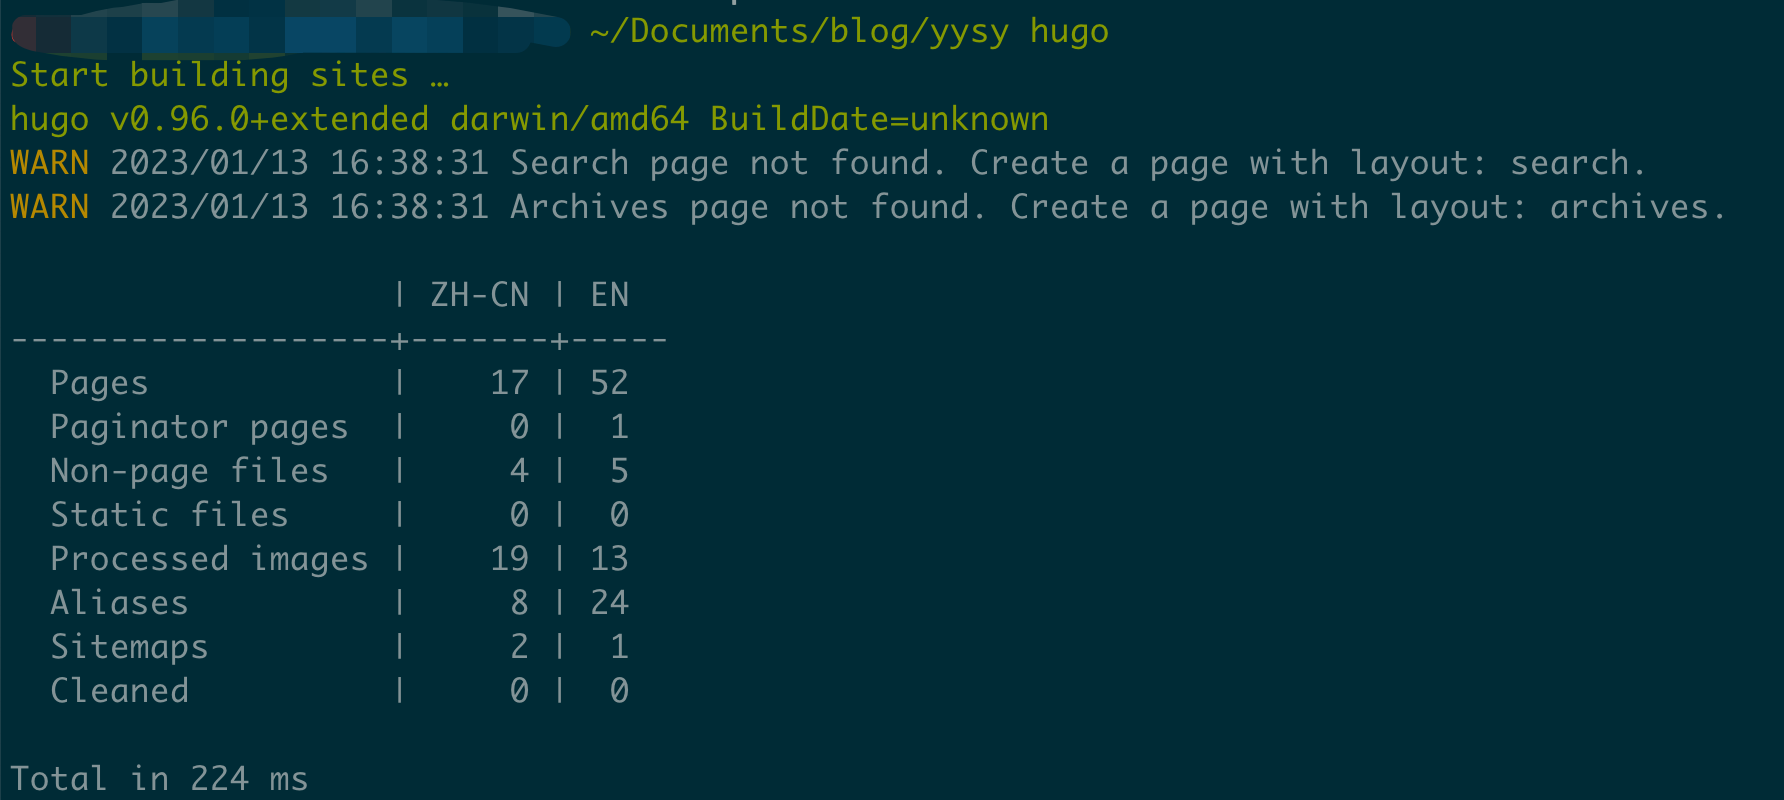 ~/Documents/blog/yysy hugo
Start building sites …
hugo v0.96.0+extended darwin/amd64 BuildDate=unknown
WARN 2023/01/13 16:38:31 Search page not found. Create a page with layout: search.
WARN 2023/01/13 16:38:31 Archives page not found. Create a page with layout: archives.
| ZH-CN | EN
-------------------+-------+-----
Pages | 17 | 52
Paginator pages | 0 | 1
Non-page files | 4 | 5
Static files | 0 | 0
Processed images | 19 | 13
Aliases | 8 | 24
Sitemaps | 2 | 1
Cleaned | 0 | 0
Total in 224 ms